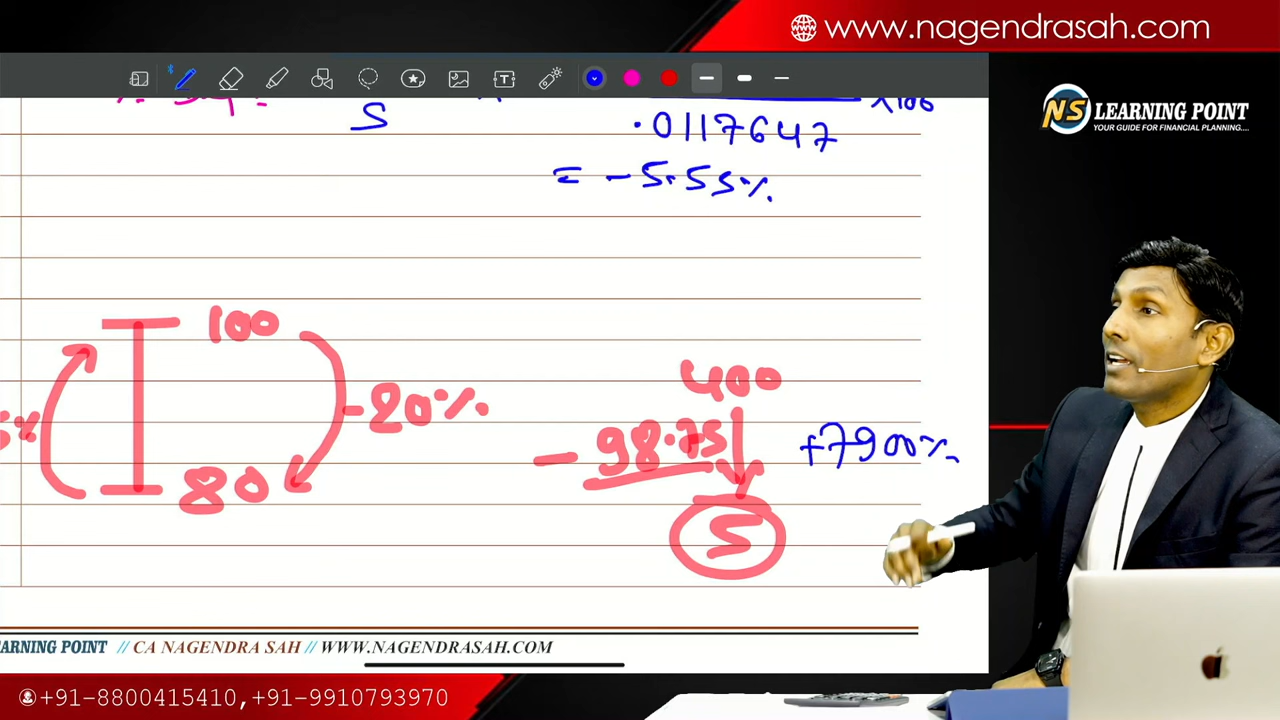 www.nagendrasah.com
NS LEARNING POINT
YOUR GUIDE FOR FINANCIAL PLANNING....
S
×100
.0117647
= -5.55%
100
-20%
80
400
- 98.75
+7900%
5
ARNING POINT // CA NAGENDRA SAH // WWW.NAGENDRASAH.COM
+91-8800415410,+91-9910793970